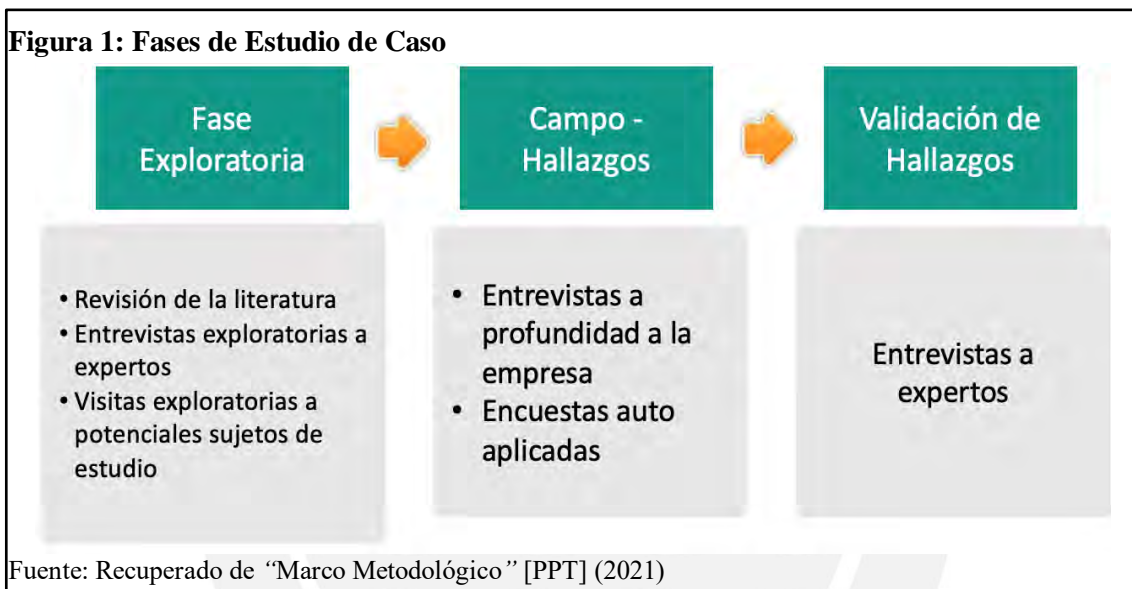 Figura 1: Fases de Estudio de Caso
Fase
Exploratoria
Campo -
Hallazgos
Validación de
Hallazgos
• Revisión de la literatura
• Entrevistas exploratorias a
expertos
• Visitas exploratorias a
potenciales sujetos de
estudio
• Entrevistas a
profundidad a la
empresa
• Encuestas auto
aplicadas
Entrevistas a
expertos
Fuente: Recuperado de “Marco Metodológico” [PPT] (2021)